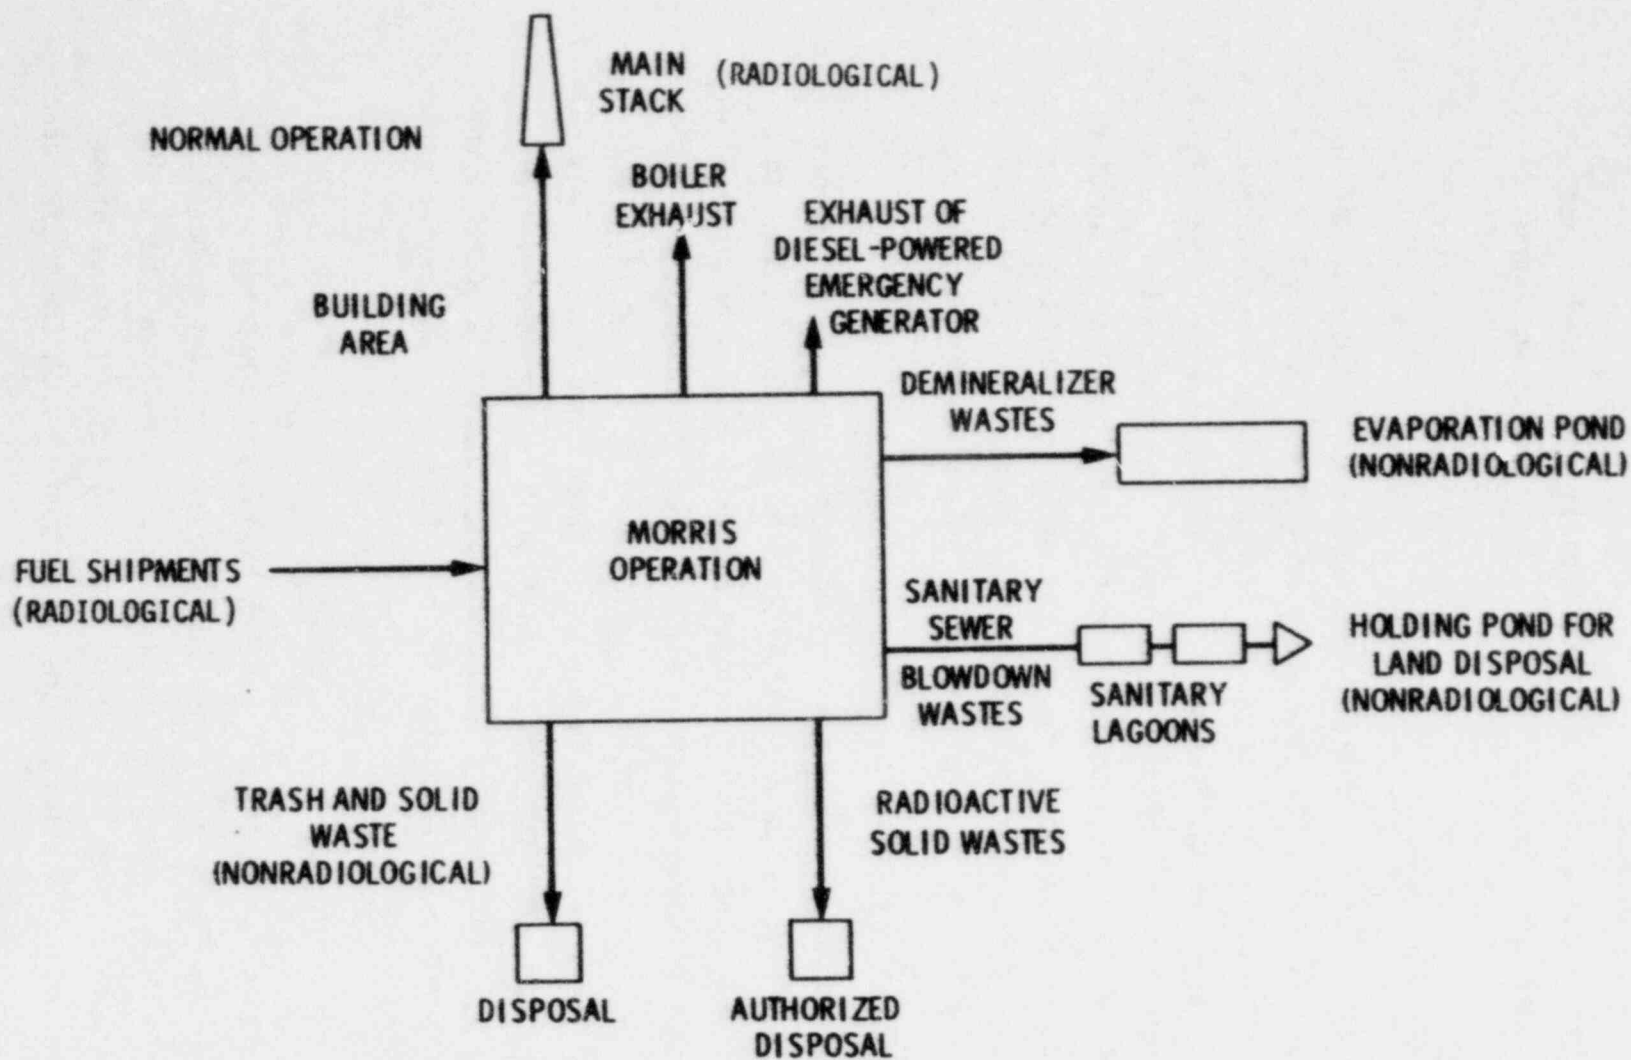 MAIN (RADIOLOGICAL)
STACK
NORMAL OPERATION
BOILER
EXHAUST
EXHAUST OF
DIESEL-POWERED
EMERGENCY
GENERATOR
BUILDING
AREA
DEMINERALIZER
WASTES
EVAPORATION POND
(NONRADIOLOGICAL)
MORRIS
OPERATION
FUEL SHIPMENTS
(RADIOLOGICAL)
SANITARY
SEWER
BLOWDOWN
WASTES
SANITARY
LAGOONS
HOLDING POND FOR
LAND DISPOSAL
(NONRADIOLOGICAL)
TRASH AND SOLID
WASTE
(NONRADIOLOGICAL)
RADIOACTIVE
SOLID WASTES
DISPOSAL
AUTHORIZED
DISPOSAL